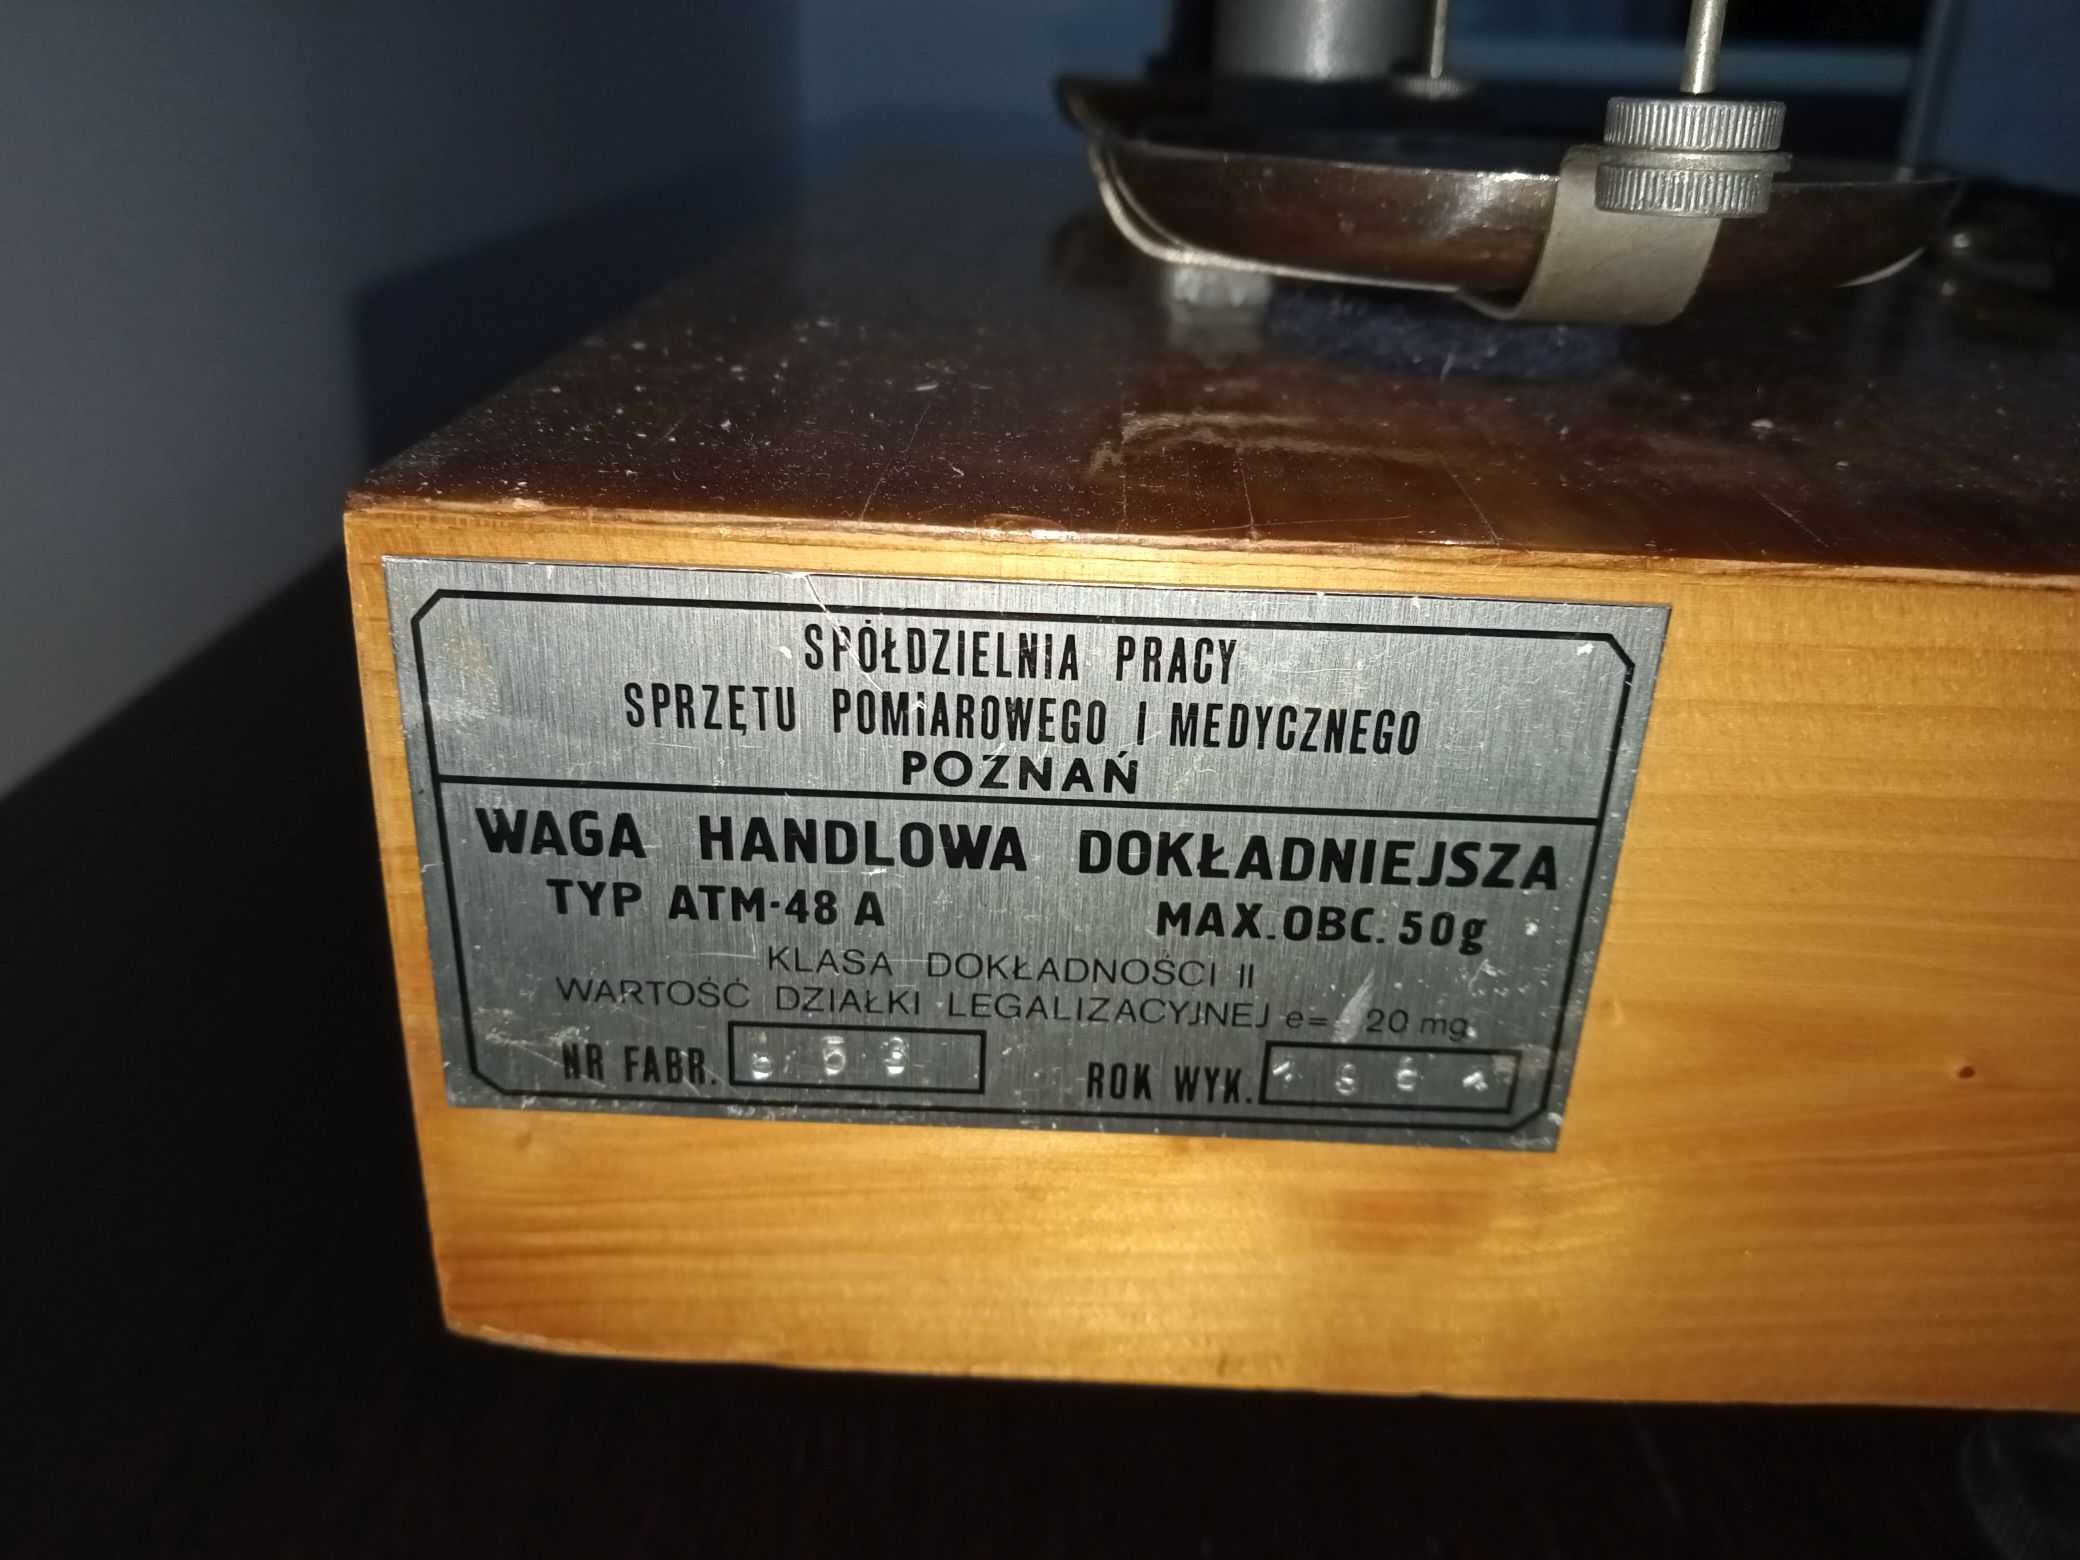 SPÓŁDZIELNIA PRACY
SPRZĘTU POMIAROWEGO I MEDYCZNEGO
POZNAŃ
WAGA HANDLOWA DOKŁADNIEJSZA
TYP ATM-48 A MAX. OBC. 50g
KLASA DOKŁADNOŚCI II
WARTOŚĆ DZIAŁKI LEGALIZACYJNEJ e= 20 mg
NR FABR. ROK WYK.